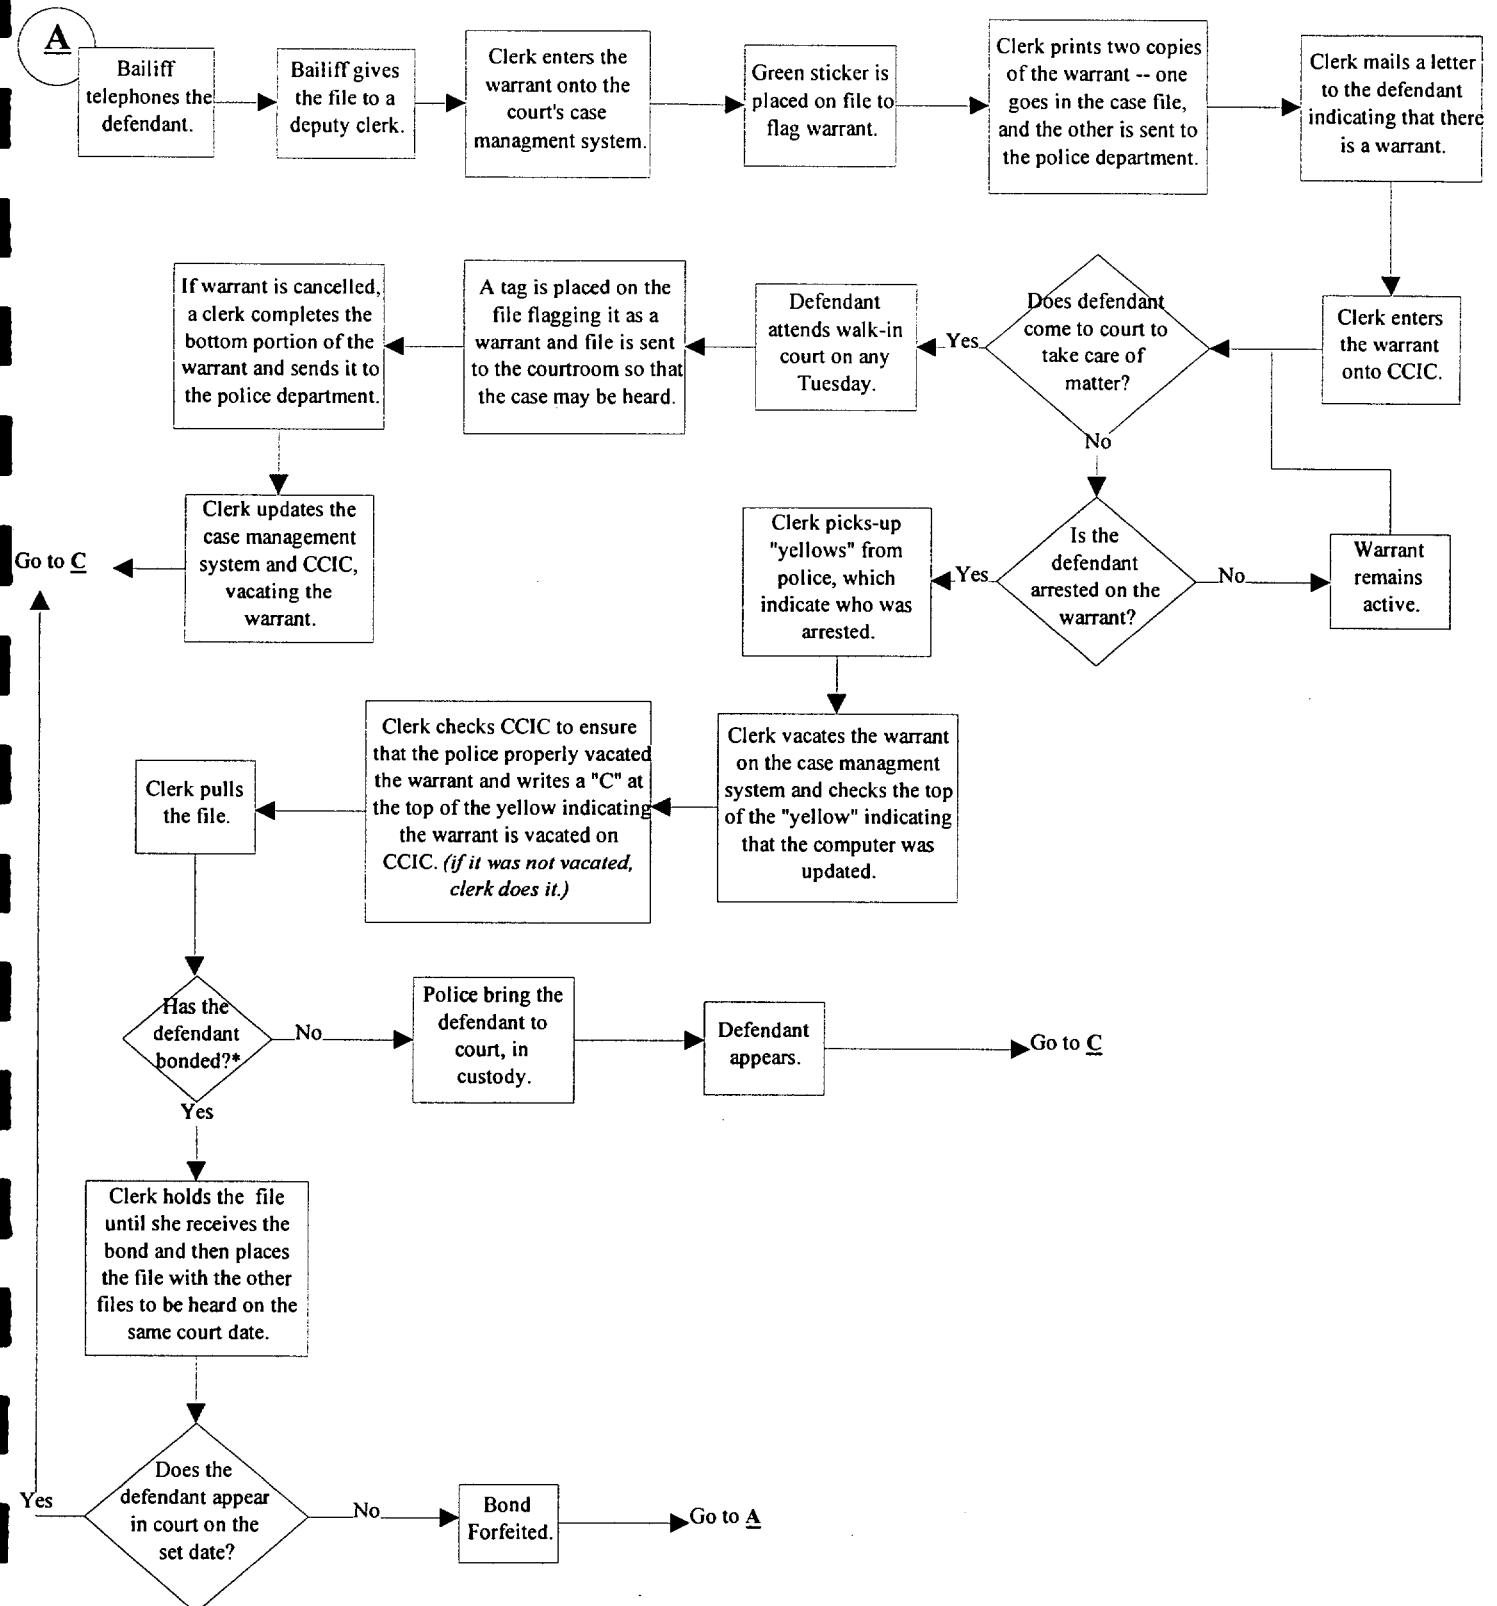 A
Bailiff
telephones the
defendant.
Bailiff gives
the file to a
deputy clerk.
Clerk enters the
warrant onto the
court's case
managment system.
Green sticker is
placed on file to
flag warrant.
Clerk prints two copies
of the warrant -- one
goes in the case file,
and the other is sent to
the police department.
Clerk mails a letter
to the defendant
indicating that there
is a warrant.
If warrant is cancelled,
a clerk completes the
bottom portion of the
warrant and sends it to
the police department.
A tag is placed on the
file flagging it as a
warrant and file is sent
to the courtroom so that
the case may be heard.
Defendant
attends walk-in
court on any
Tuesday.
Yes
Does defendant
come to court to
take care of
matter?
No
Clerk enters
the warrant
onto CCIC.
Go to C
Clerk updates the
case management
system and CCIC,
vacating the
warrant.
Clerk picks-up
"yellows" from
police, which
indicate who was
arrested.
Yes
Is the
defendant
arrested on the
warrant?
No
Warrant
remains
active.
Clerk pulls
the file.
Clerk checks CCIC to ensure
that the police properly vacated
the warrant and writes a "C" at
the top of the yellow indicating
the warrant is vacated on
CCIC. (if it was not vacated,
clerk does it.)
Clerk vacates the warrant
on the case managment
system and checks the top
of the "yellow" indicating
that the computer was
updated.
Has the
defendant
bonded?*
No
Yes
Police bring the
defendant to
court, in
custody.
Defendant
appears.
Go to C
Clerk holds the file
until she receives the
bond and then places
the file with the other
files to be heard on the
same court date.
Yes
Does the
defendant appear
in court on the
set date?
No
Bond
Forfeited.
Go to A